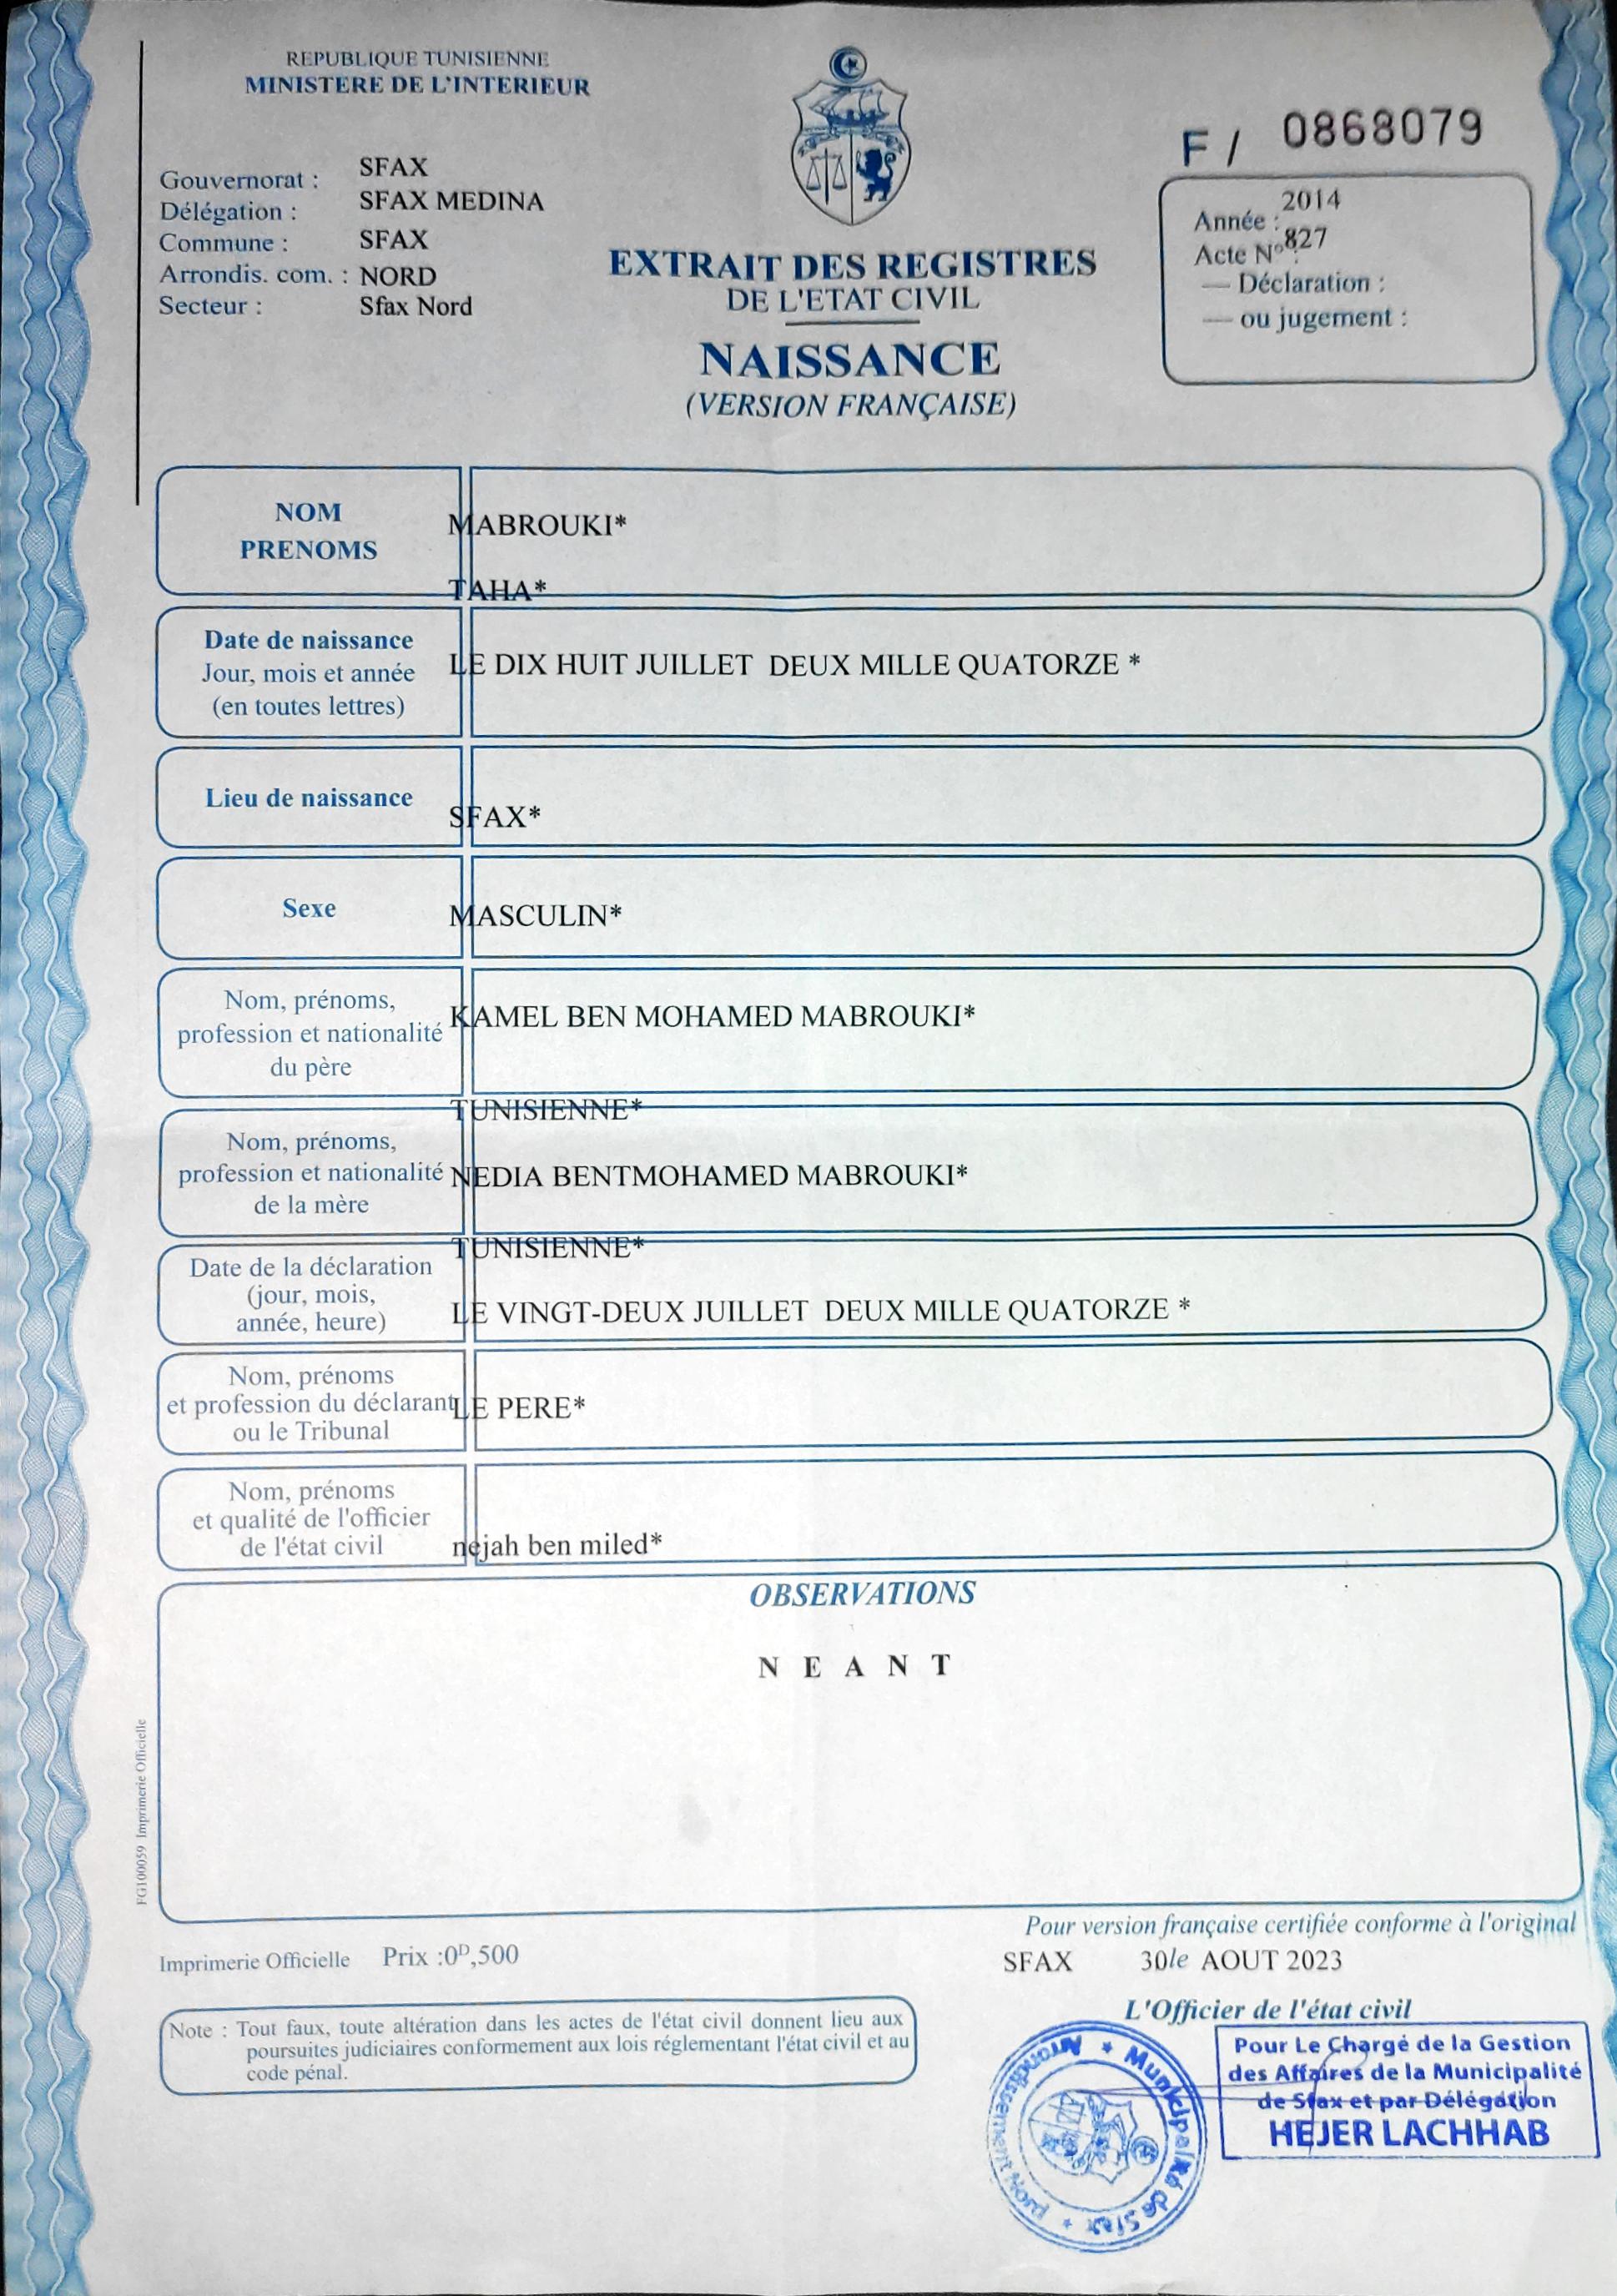 REPUBLIQUE TUNISIENNE
MINISTERE DE L'INTERIEUR
F / 0868079
Gouvernorat : SFAX
Délégation : SFAX MEDINA
Commune : SFAX
Arrondis. com. : NORD
Secteur : Sfax Nord
EXTRAIT DES REGISTRES
DE L'ETAT CIVIL
NAISSANCE
(VERSION FRANÇAISE)
Année : 2014
Acte N° : 827
— Déclaration :
— ou jugement :
NOM
PRENOMS
MABROUKI*
TAHA*
Date de naissance
Jour, mois et année
(en toutes lettres)
LE DIX HUIT JUILLET DEUX MILLE QUATORZE *
Lieu de naissance
SFAX*
Sexe
MASCULIN*
Nom, prénoms,
profession et nationalité
du père
KAMEL BEN MOHAMED MABROUKI*
TUNISIENNE*
Nom, prénoms,
profession et nationalité
de la mère
NEDIA BENTMOHAMED MABROUKI*
TUNISIENNE*
Date de la déclaration
(jour, mois,
année, heure)
LE VINGT-DEUX JUILLET DEUX MILLE QUATORZE *
Nom, prénoms
et profession du déclarant
ou le Tribunal
LE PERE*
Nom, prénoms
et qualité de l'officier
de l'état civil
nejah ben miled*
OBSERVATIONS
N E A N T
FG100059 Imprimerie Officielle
Pour version française certifiée conforme à l'original
Imprimerie Officielle Prix :0D,500
SFAX 30le AOUT 2023
L'Officier de l'état civil
Note : Tout faux, toute altération dans les actes de l'état civil donnent lieu aux
poursuites judiciaires conformement aux lois réglementant l'état civil et au
code pénal.
Pour Le Chargé de la Gestion
des Affaires de la Municipalité
de Sfax et par Délégation
HEJER LACHHAB
Municipalité de Sfax * Arrondissement Nord *